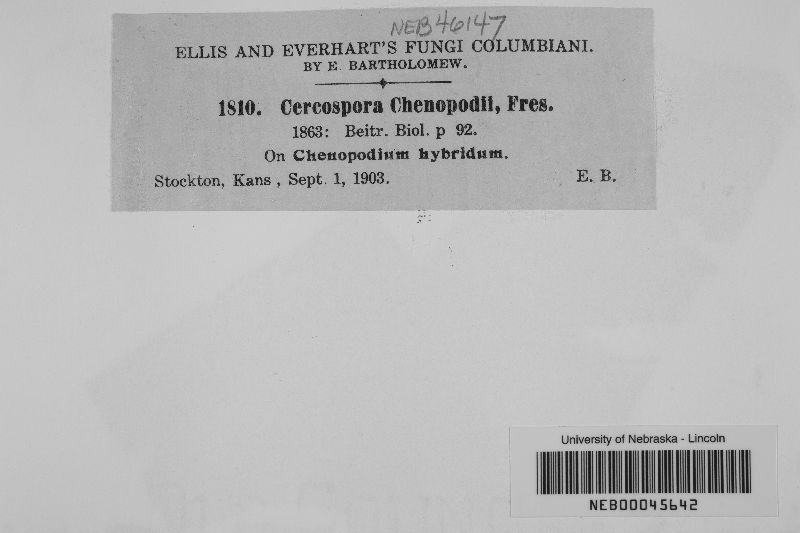 NEB46147
ELLIS AND EVERHART'S FUNGI COLUMBIANI.
BY E. BARTHOLOMEW.
1810. Cercospora Chenopodii, Fres.
1863: Beitr. Biol. p 92.
On Chenopodium hybridum.
Stockton, Kans, Sept. 1, 1903. E. B.
University of Nebraska - Lincoln
NEB00045642